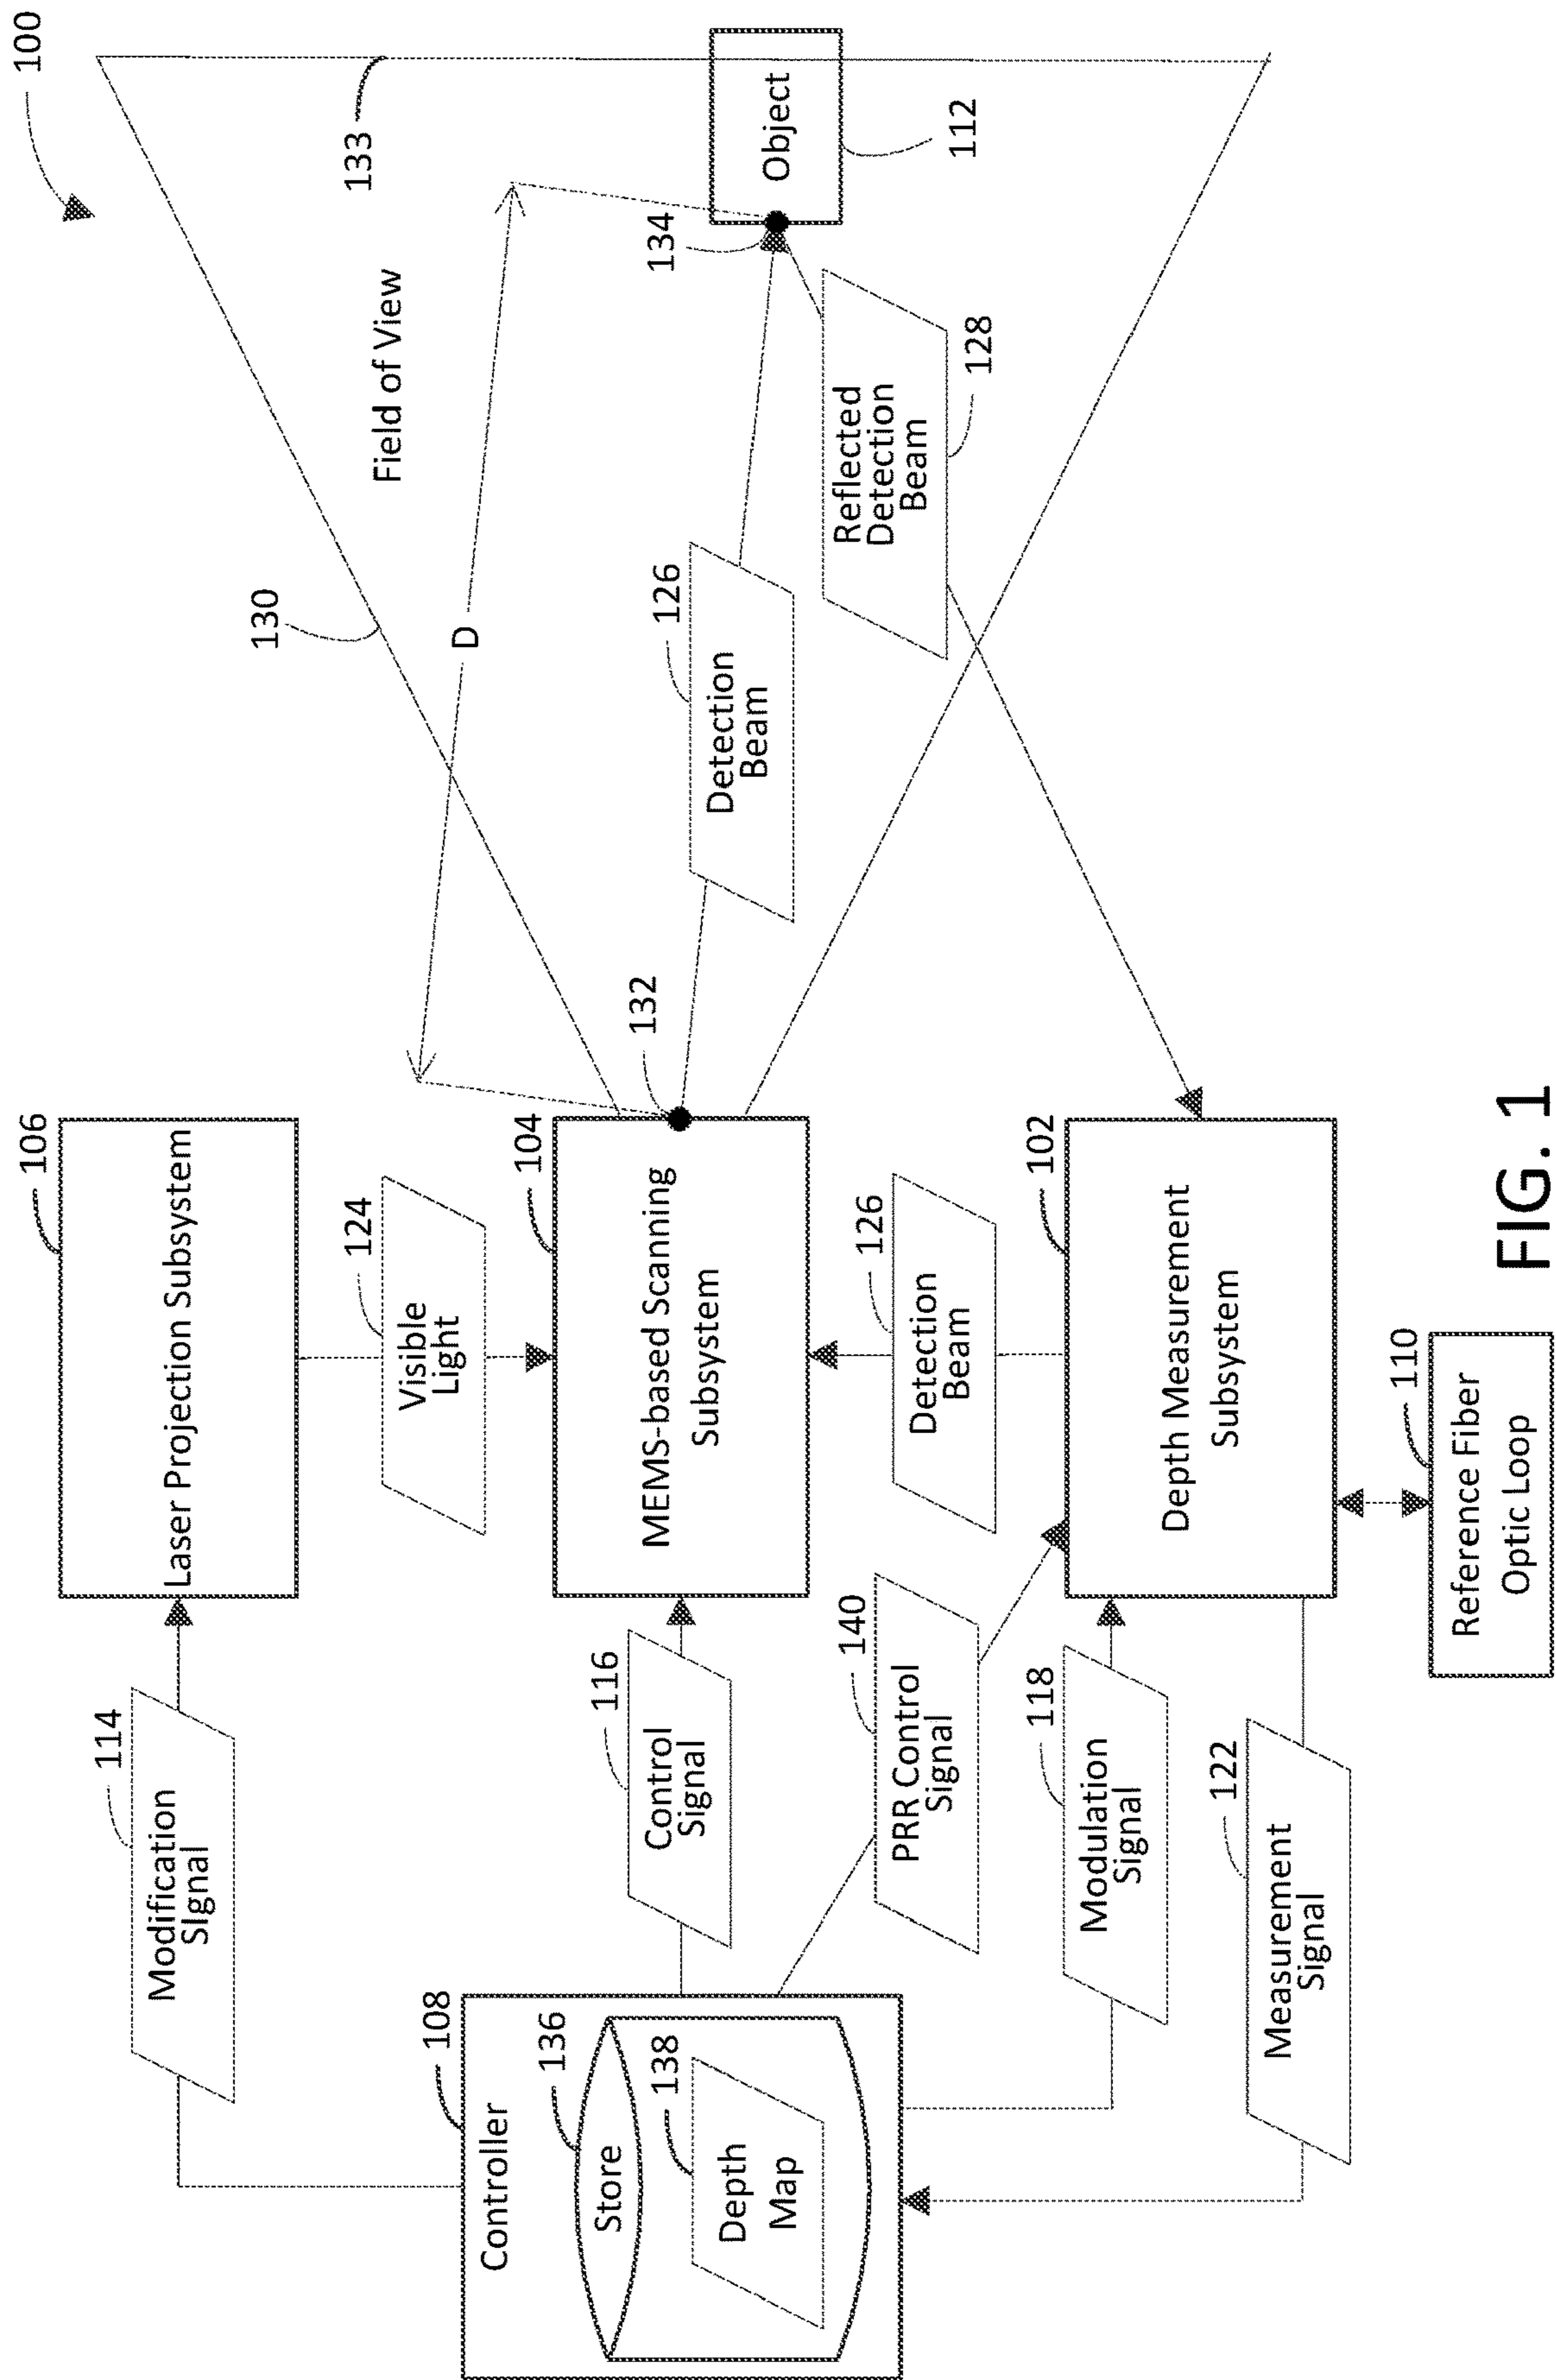 100
106
Laser Projection Subsystem
114
Modification
SIgnal
124
Visible
Light
133
130
Field of View
D
108
Controller
136
Store
138
Depth
Map
116
Control
Signal
104
MEMS-based Scanning
Subsystem
132
126
Detection
Beam
134
Object
112
Reflected
Detection
Beam
128
140
PRR Control
Signal
126
Detection
Beam
118
Modulation
Signal
102
Depth Measurement
Subsystem
122
Measurement
Signal
110
Reference Fiber
Optic Loop
FIG. 1